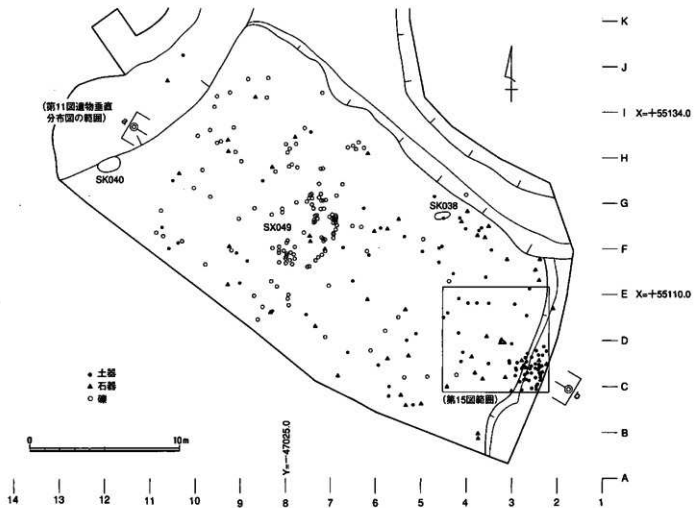 K
J
(第11図遺物垂直
分布図の範囲)
a
I X=+55134.0
H
SK040
SK038
G
SX049
F
E X=+55110.0
D
● 土器
▲ 石器
○ 礫
C
(第15図範囲)
b
B
0 10m
Y=-47025.0
A
14 13 12 11 10 9 8 7 6 5 4 3 2 1